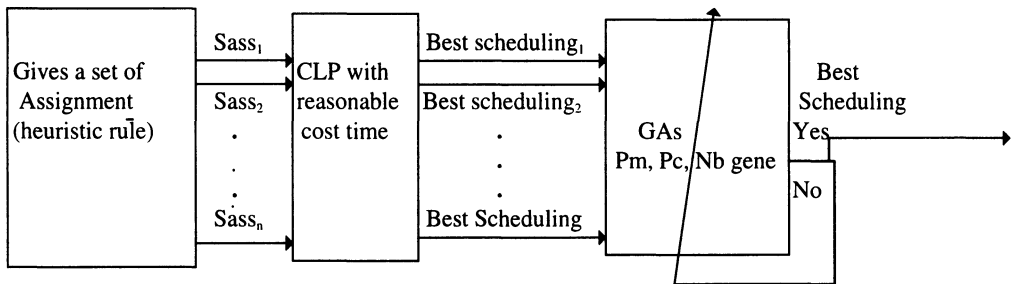 Gives a set of
Assignment
(heuristic rule)
Sass₁
Sass₂
Sassₙ
CLP with
reasonable
cost time
Best scheduling₁
Best scheduling₂
Best Scheduling
GAs
Pm, Pc, Nb gene
Best
Scheduling
Yes
No